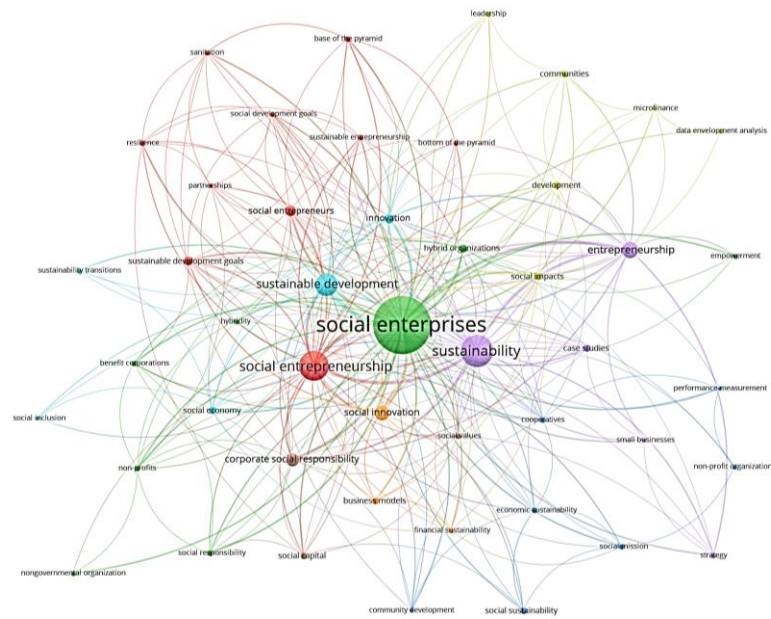 leadership
base of the pyramid
sanitation
communities
microfinance
social development goals
data envelopment analysis
sustainable entrepreneurship
resilience
bottom of the pyramid
partnerships
development
social entrepreneurs
innovation
hybrid organizations
entrepreneurship
empowerment
sustainable development goals
sustainability transitions
social impacts
sustainable development
hybridity
social enterprises
case studies
sustainability
benefit corporations
social entrepreneurship
performance measurement
social economy
social innovation
social inclusion
cooperatives
social values
small businesses
corporate social responsibility
non-profits
non-profit organization
business models
economic sustainability
financial sustainability
social mission
social responsibility
social capital
strategy
nongovernmental organization
community development
social sustainability